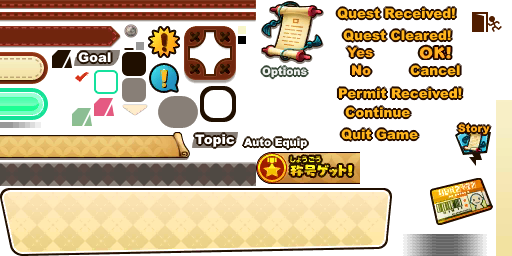 Quest Received!
Quest Cleared!
Goal
Yes
OK!
Options
No
Cancel
Permit Received!
Continue
Story
Topic
Auto Equip
Quit Game
しょうごう
称号ゲット!